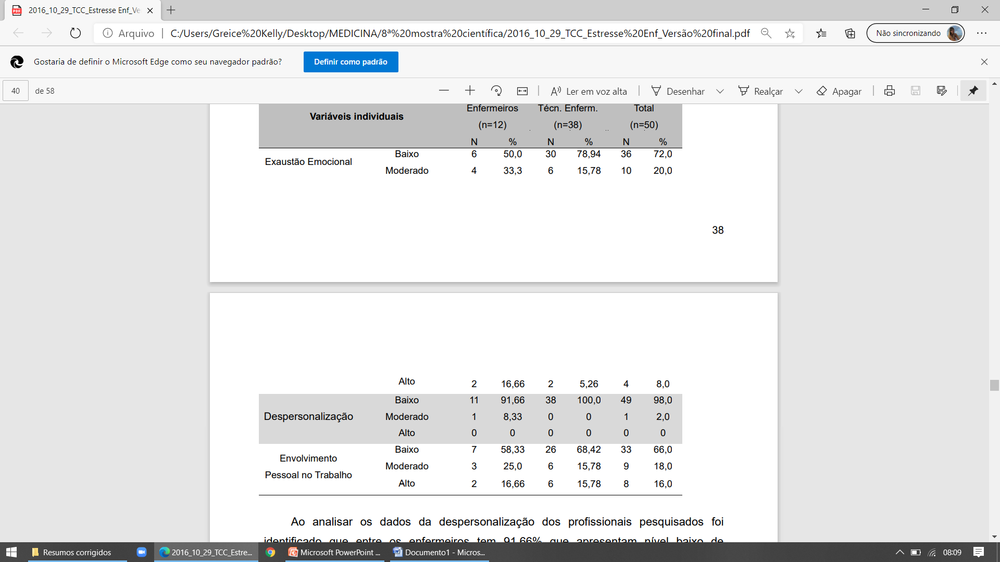 2016_10_29_TCC_Estresse Enf_Ve
Arquivo C:/Users/Greice%20Kelly/Desktop/MEDICINA/8ª%20mostra%20científica/2016_10_29_TCC_Estresse%20Enf_Versão%20final.pdf Não sincronizando
Gostaria de definir o Microsoft Edge como seu navegador padrão? Definir como padrão
40 de 58 Ler em voz alta Desenhar Realçar Apagar
Variáveis individuais Enfermeiros Técn. Enferm. Total
(n=12) (n=38) (n=50)
N % N % N %
Exaustão Emocional Baixo 6 50,0 30 78,94 36 72,0
Moderado 4 33,3 6 15,78 10 20,0
38
Alto 2 16,66 2 5,26 4 8,0
Despersonalização Baixo 11 91,66 38 100,0 49 98,0
Moderado 1 8,33 0 0 1 2,0
Alto 0 0 0 0 0 0
Envolvimento Pessoal no Trabalho Baixo 7 58,33 26 68,42 33 66,0
Moderado 3 25,0 6 15,78 9 18,0
Alto 2 16,66 6 15,78 8 16,0
Ao analisar os dados da despersonalização dos profissionais pesquisados foi
identificado que entre os enfermeiros tem 91,66% que apresentam nível baixo de
Resumos corrigidos 2016_10_29_TCC_Estre... Microsoft PowerPoint ... Documento1 - Micros... 08:09